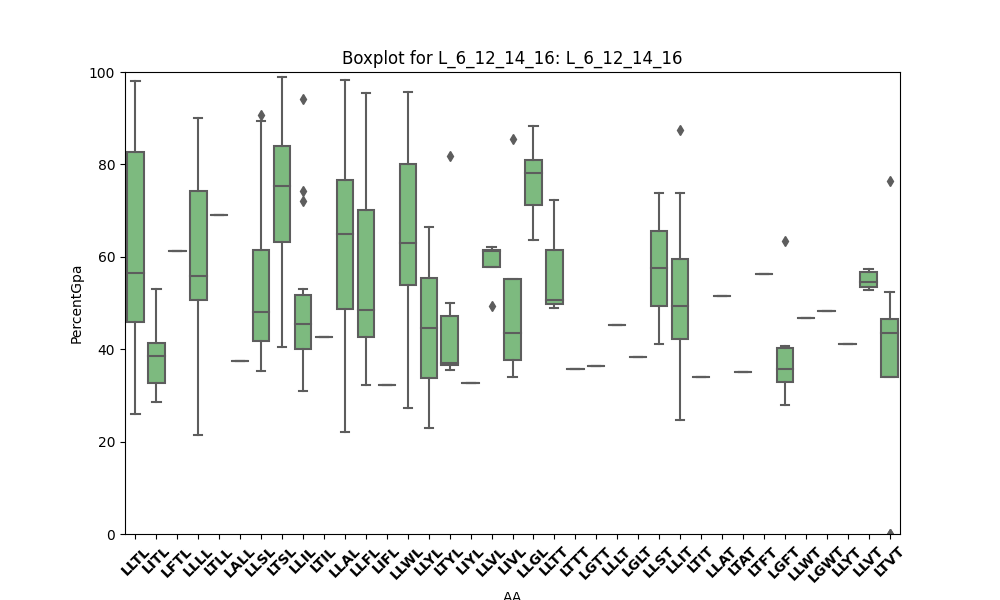 Boxplot for L_6_12_14_16: L_6_12_14_16
100
80
60
40
20
0
PercentGpa
LLTL LITL LFTL LLLL LTLL LALL LLSL LTSL LLIL LTIL LLAL LLFL LIFL LLWL LLYL LTYL LIYL LLVL LIVL LLGL LLTT LTTT LGTT LLLT LGLT LLST LLIT LTIT LLAT LTAT LTFT LGFT LLWT LGWT LLYT LLVT LTVT
AA